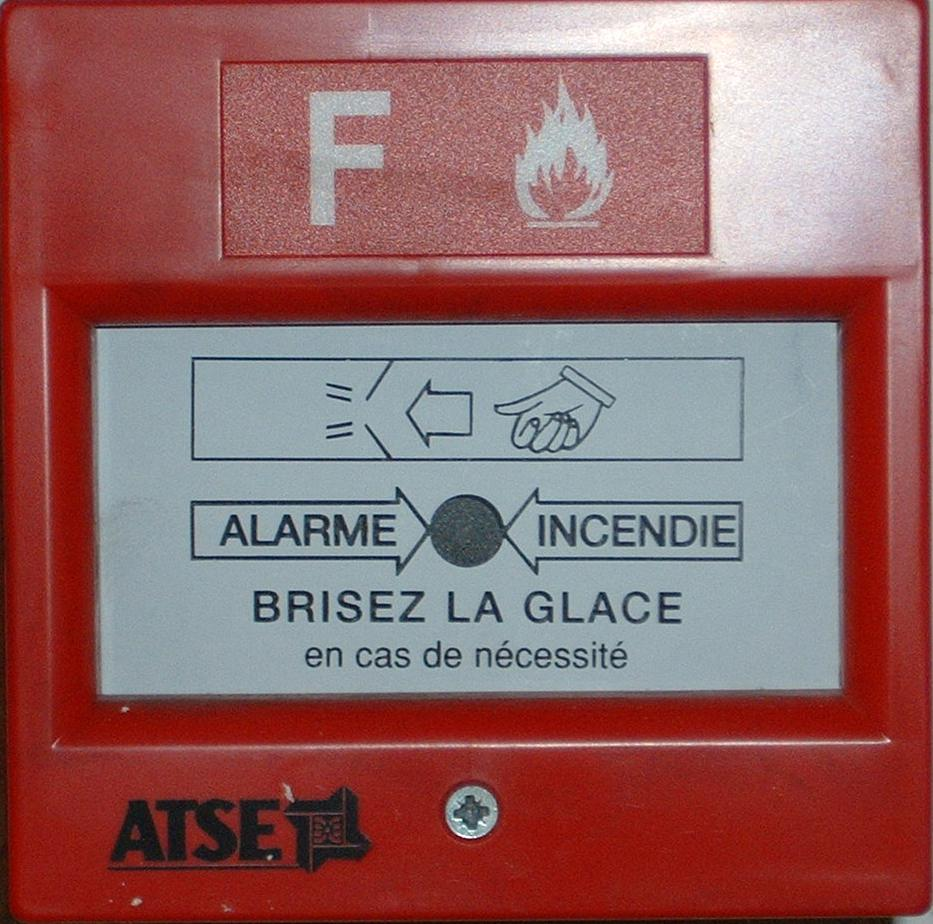 F
ALARME INCENDIE
BRISEZ LA GLACE
en cas de nécessité
ATSE